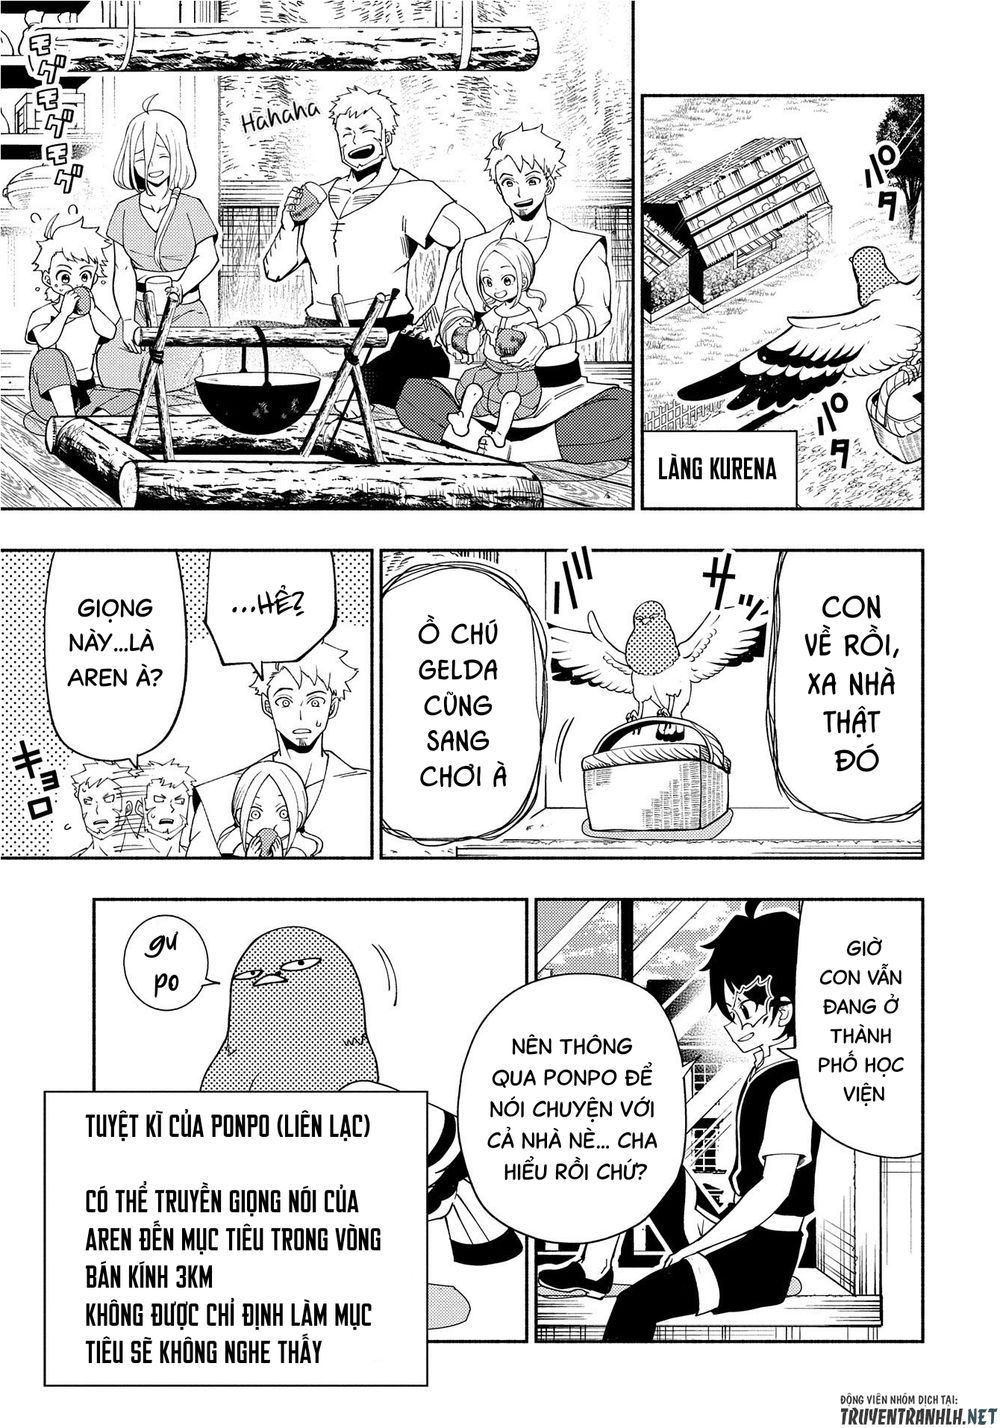 パタ
パタ
LÀNG KURENA
Hahaha
モグモグモグモグ
CON
VỀ RỒI,
XA NHÀ
THẬT
ĐÓ
Ồ CHÚ
GELDA
CŨNG
SANG
CHƠI À
...HỂ?
GIỌNG
NÀY...LÀ
AREN À?
キョロ
GIỜ
CON VẪN
ĐANG Ở
THÀNH
PHỐ HỌC
VIỆN
NÊN THÔNG
QUA PONPO ĐỂ
NÓI CHUYỆN VỚI
CẢ NHÀ NÈ... CHA
HIỂU RỒI CHỨ?
GƯ
PO
TUYỆT KĨ CỦA PONPO (LIÊN LẠC)
CÓ THỂ TRUYỀN GIỌNG NÓI CỦA
AREN ĐẾN MỤC TIÊU TRONG VÒNG
BÁN KÍNH 3KM
KHÔNG ĐƯỢC CHỈ ĐỊNH LÀM MỤC
TIÊU SẼ KHÔNG NGHE THẤY
ĐỘNG VIÊN NHÓM DỊCH TẠI:
TRUYENTRANHLH.NET